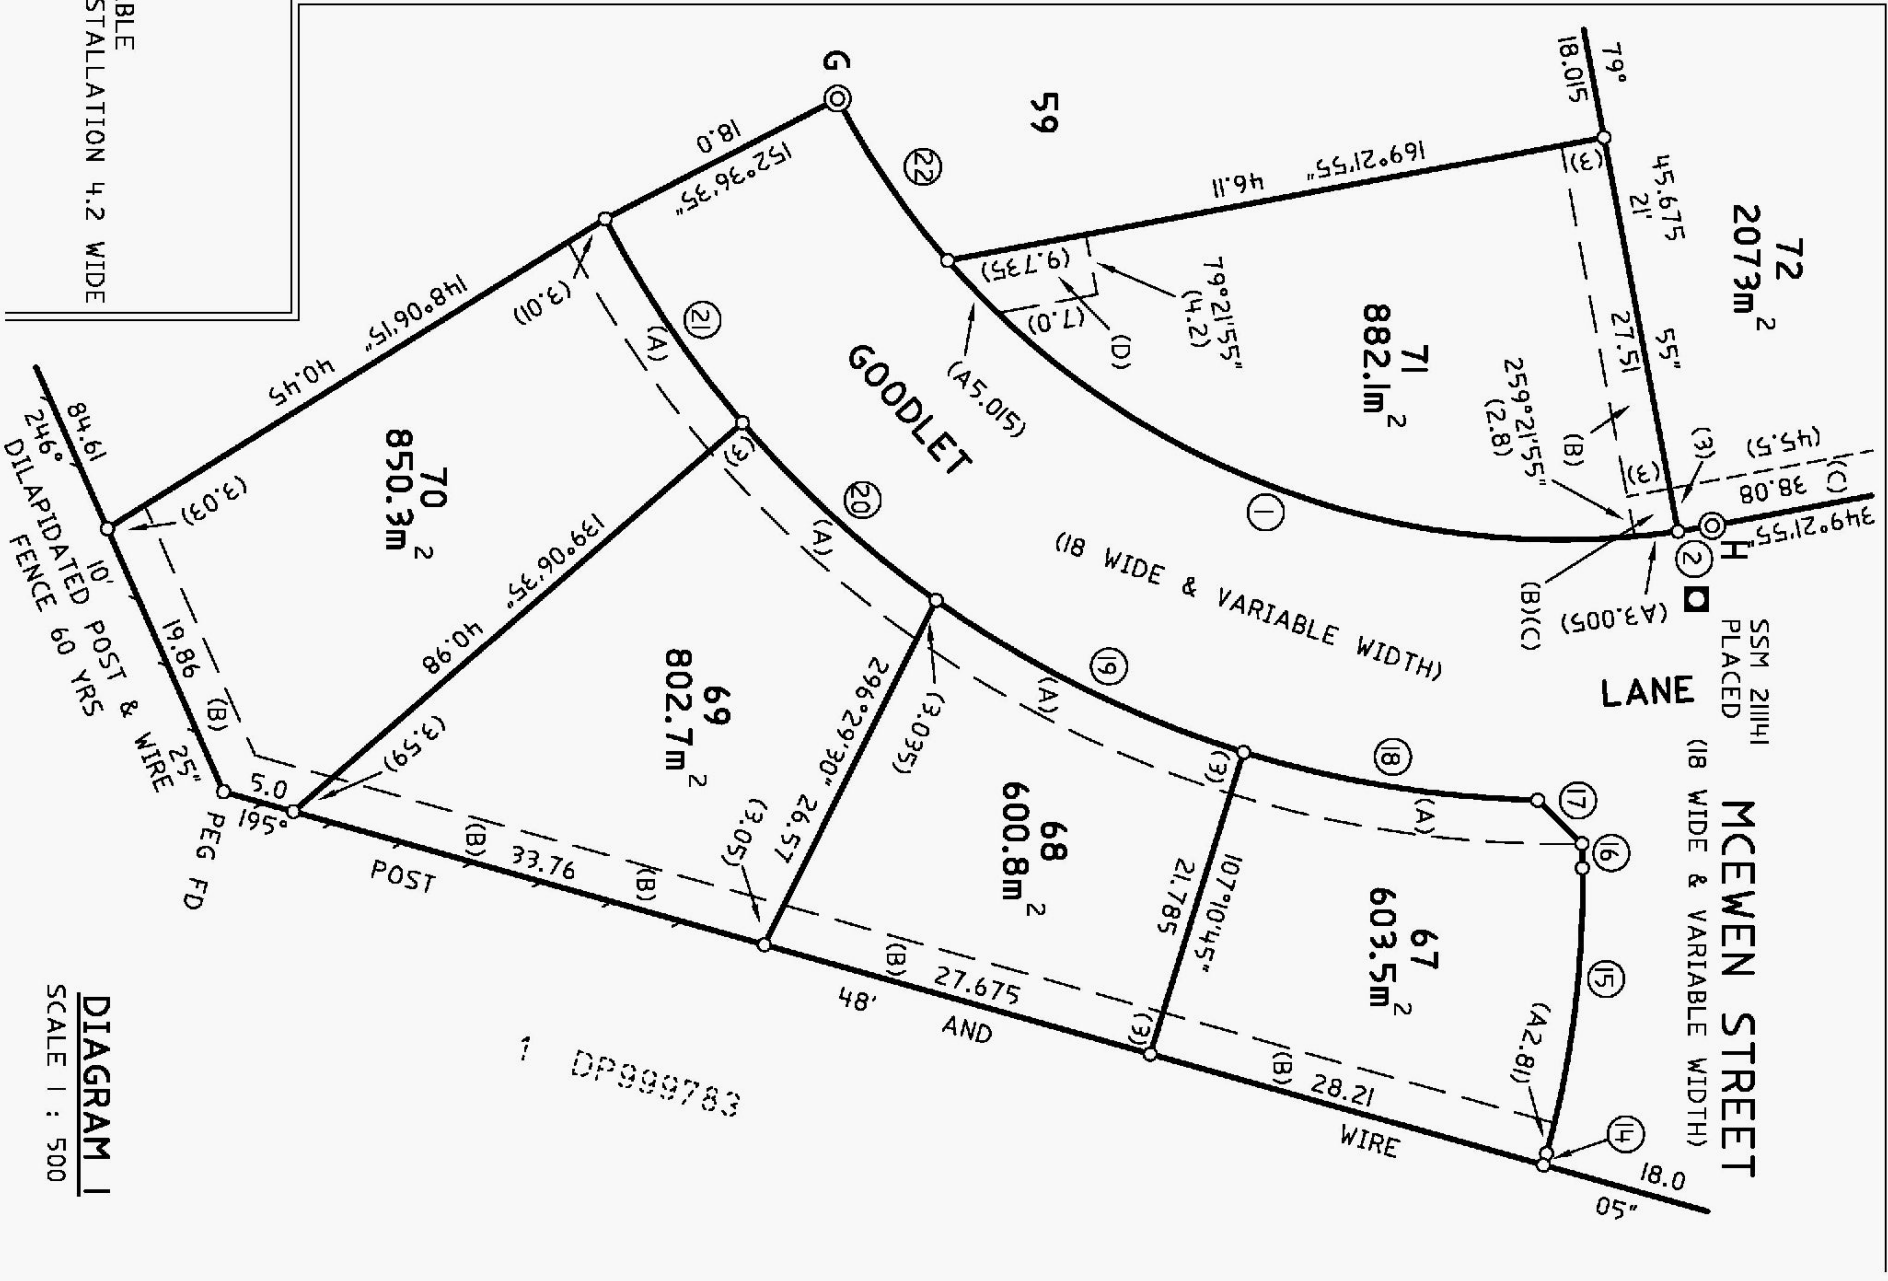 ABLE
STALLATION 4.2 WIDE
G
59
18.0
152°36'35"
22
169°21'55"
46.11
79°
18.015
45.675
21'
55"
27.51
72
2073m²
(3)
(9.735)
(7.0)
(D)
79°21'55"
(4.2)
(A5.015)
71
882.1m²
259°21'55"
(2.8)
(B)
(3)
(3)
(45.5)
(C)
38.08
349°21'55"
H
2
(B)(C)
(A3.005)
SSM 211141
PLACED
148°06'15"
40.45
(3.01)
21
(A)
GOODLET
(18 WIDE & VARIABLE WIDTH)
LANE
1
MCEWEN STREET
(18 WIDE & VARIABLE WIDTH)
84.61
246°
10'
25"
DILAPIDATED POST & WIRE
FENCE 60 YRS
(3.03)
19.86
(B)
70
850.3m²
139°06'35"
40.98
(3)
20
(A)
(3.59)
5.0
195°
PEG FD
69
802.7m²
296°29'30" 26.57
(3.035)
(3.05)
19
(A)
(B)
33.76
(B)
POST
68
600.8m²
(3)
107°10'45"
21.785
18
(A)
17
16
15
(B)
27.675
48'
AND
(3)
67
603.5m²
(A2.81)
14
(B)
28.21
WIRE
18.0
05"
1 DP999783
DIAGRAM 1
SCALE 1 : 500